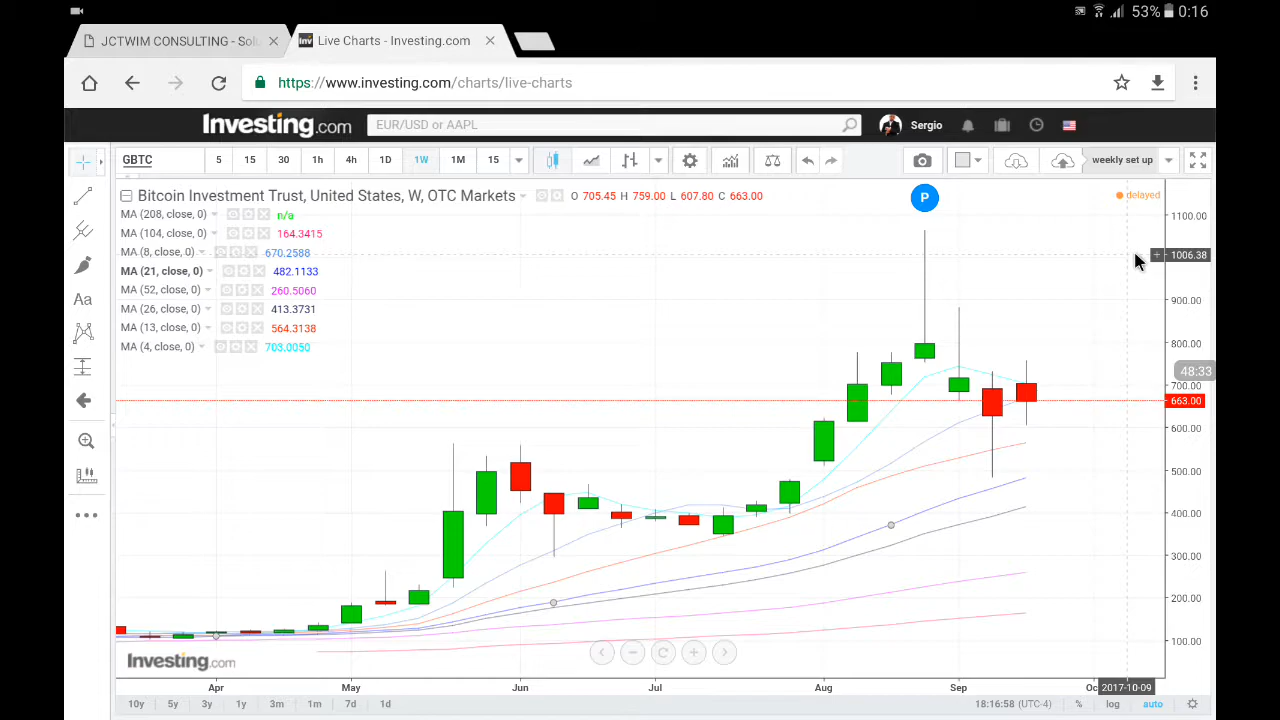 53% 0:16
JCTWIM CONSULTING - Solu
Live Charts - Investing.com
https://www.investing.com/charts/live-charts
Investing.com
EUR/USD or AAPL
Sergio
GBTC 5 15 30 1h 4h 1D 1W 1M 15 weekly set up
Bitcoin Investment Trust, United States, W, OTC Markets O 705.45 H 759.00 L 607.80 C 663.00
delayed
MA (208, close, 0) n/a
MA (104, close, 0) 164.3415
MA (8, close, 0) 670.2588
MA (21, close, 0) 482.1133
MA (52, close, 0) 260.5060
MA (26, close, 0) 413.3731
MA (13, close, 0) 564.3138
MA (4, close, 0) 703.0050
P
Aa
1100.00
+ 1006.38
900.00
800.00
48:33
700.00
663.00
600.00
500.00
400.00
300.00
200.00
100.00
Investing.com
Apr May Jun Jul Aug Sep Oc 2017-10-09
10y 5y 3y 1y 3m 1m 7d 1d 18:16:58 (UTC-4) % log auto